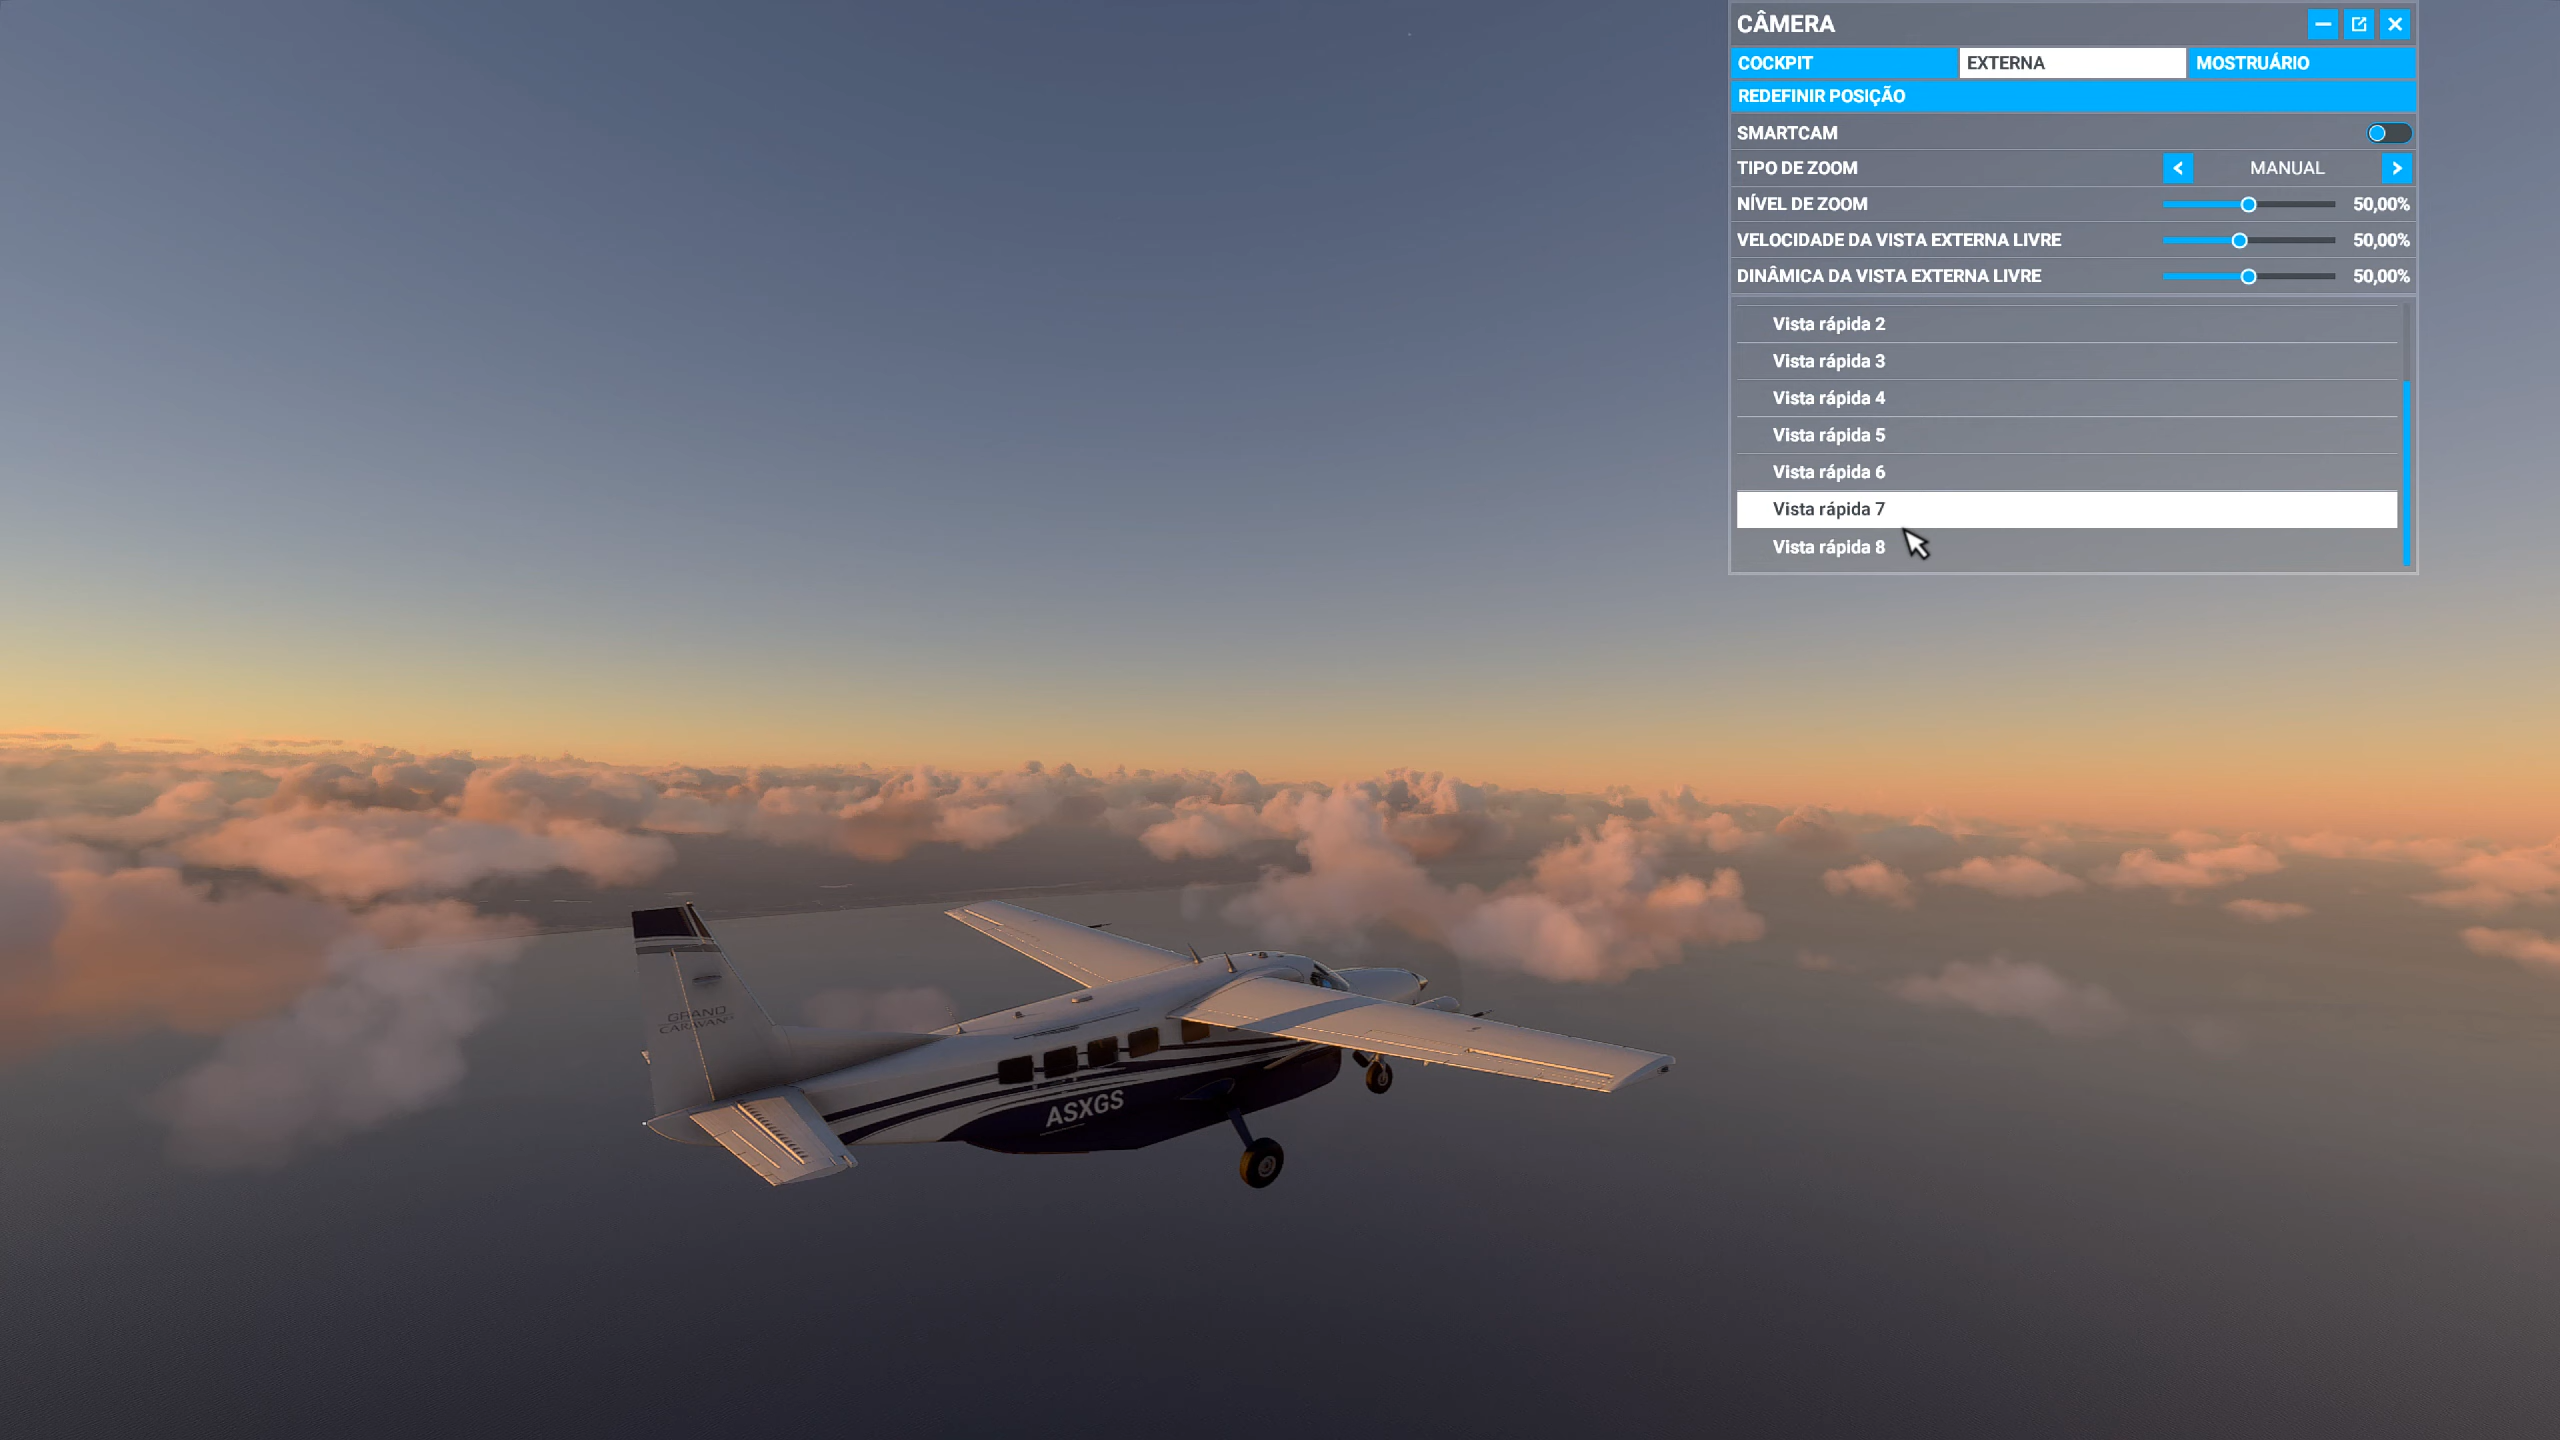 CÂMERA
COCKPIT EXTERNA MOSTRUÁRIO
REDEFINIR POSIÇÃO
SMARTCAM
TIPO DE ZOOM MANUAL
NÍVEL DE ZOOM 50,00%
VELOCIDADE DA VISTA EXTERNA LIVRE 50,00%
DINÂMICA DA VISTA EXTERNA LIVRE 50,00%
Vista rápida 2
Vista rápida 3
Vista rápida 4
Vista rápida 5
Vista rápida 6
Vista rápida 7
Vista rápida 8
GRAND
CARAVAN
ASXGS